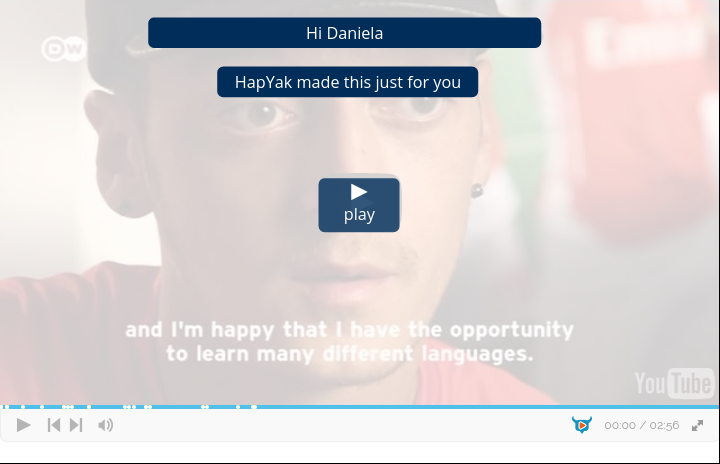 Hi Daniela
DW
HapYak made this just for you
play
and I'm happy that I have the opportunity
to learn many different languages.
YouTube
00:00 / 02:56